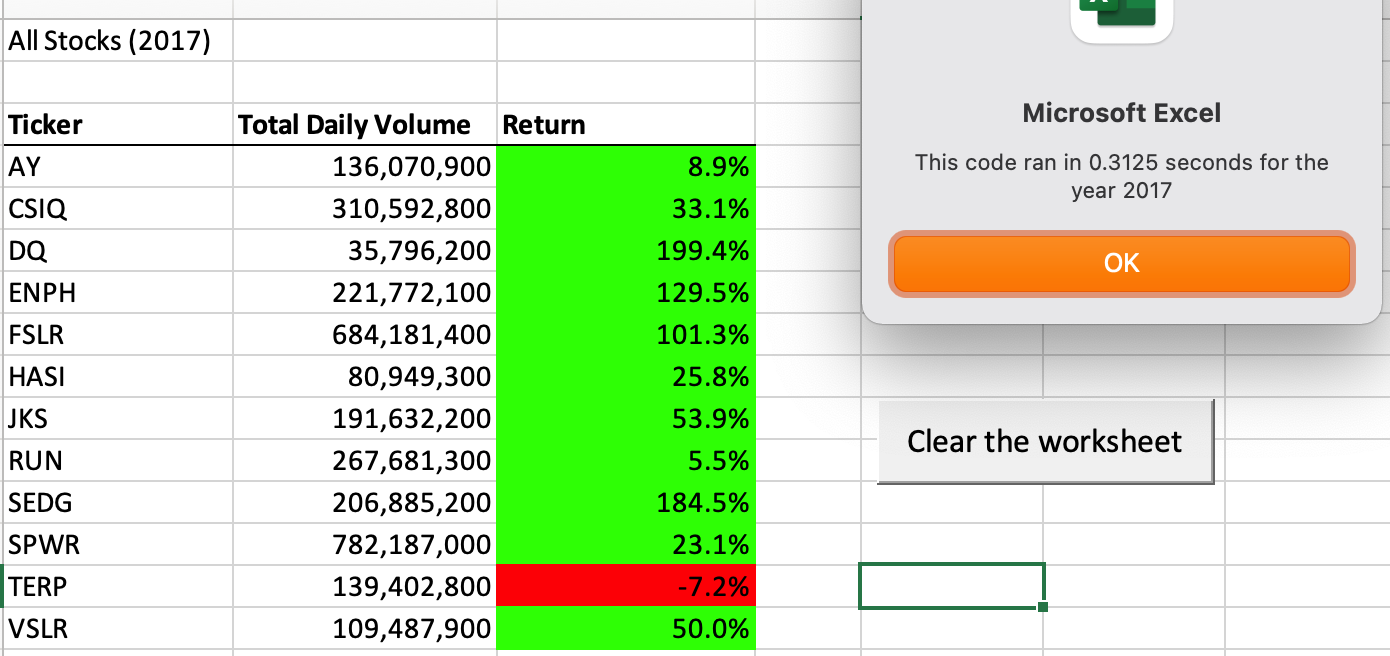 All Stocks (2017)
Ticker Total Daily Volume Return
AY 136,070,900 8.9%
CSIQ 310,592,800 33.1%
DQ 35,796,200 199.4%
ENPH 221,772,100 129.5%
FSLR 684,181,400 101.3%
HASI 80,949,300 25.8%
JKS 191,632,200 53.9%
RUN 267,681,300 5.5%
SEDG 206,885,200 184.5%
SPWR 782,187,000 23.1%
TERP 139,402,800 -7.2%
VSLR 109,487,900 50.0%
Microsoft Excel
This code ran in 0.3125 seconds for the
year 2017
OK
Clear the worksheet